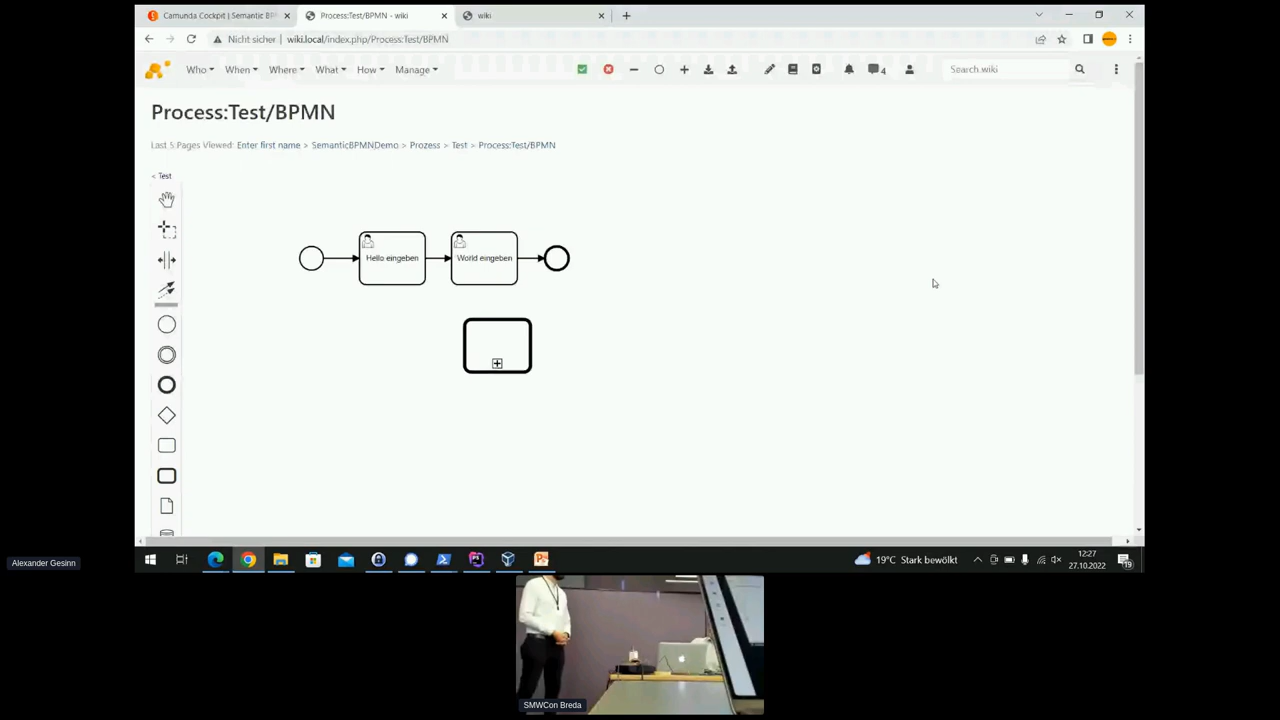 Camunda Cockpit | Semantic BP
Process:Test/BPMN - wiki
wiki
Nicht sicher
wiki.local/index.php/Process:Test/BPMN
Who
When
Where
What
How
Manage
4
Search wiki
Process:Test/BPMN
Last 5 Pages Viewed: Enter first name > SemanticBPMNDemo > Prozess > Test > Process:Test/BPMN
< Test
Hello eingeben
World eingeben
19°C Stark bewölkt
12:27
27.10.2022
19
Alexander Gesinn
SMWCon Breda